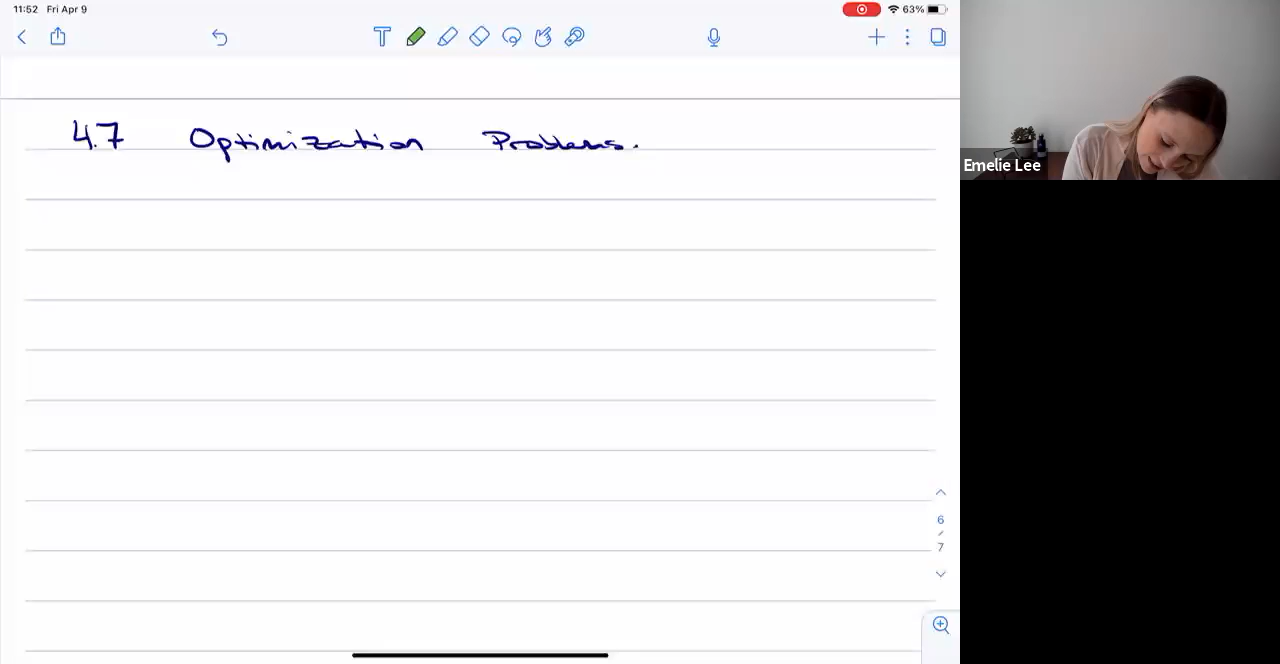 11:52 Fri Apr 9
63%
4.7 Optimization Problems.
Emelie Lee
6
/
7